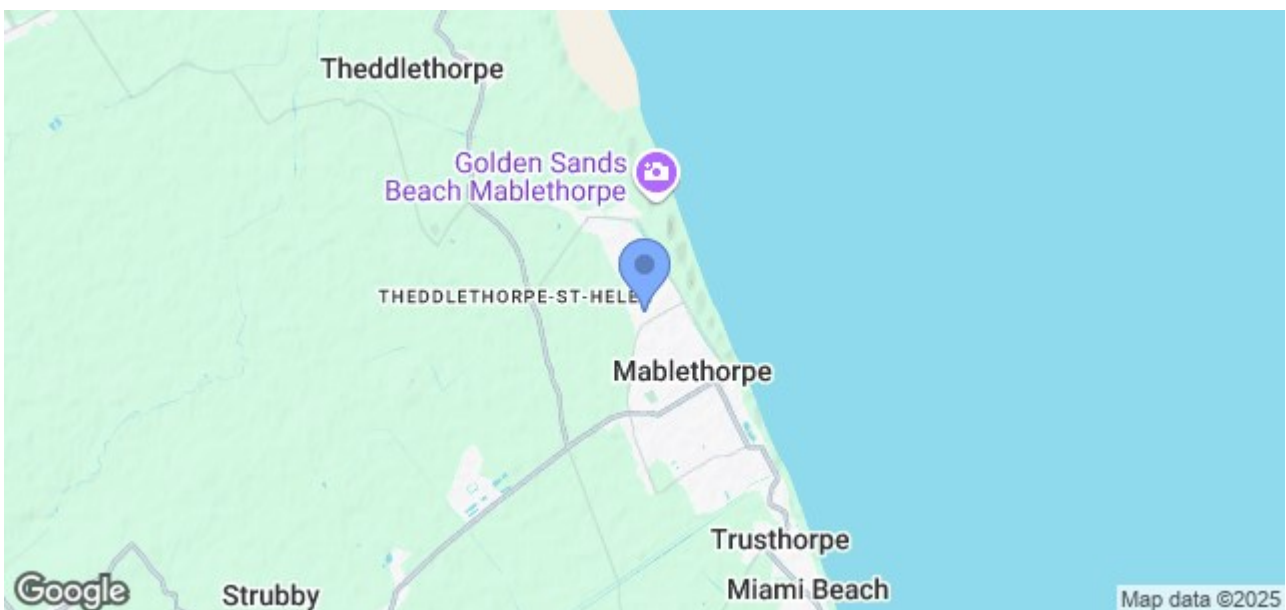 Theddlethorpe
Golden Sands
Beach Mablethorpe
THEDDLETHORPE-ST-HELE
Mablethorpe
Trusthorpe
Miami Beach
Strubby
Google
Map data ©2025